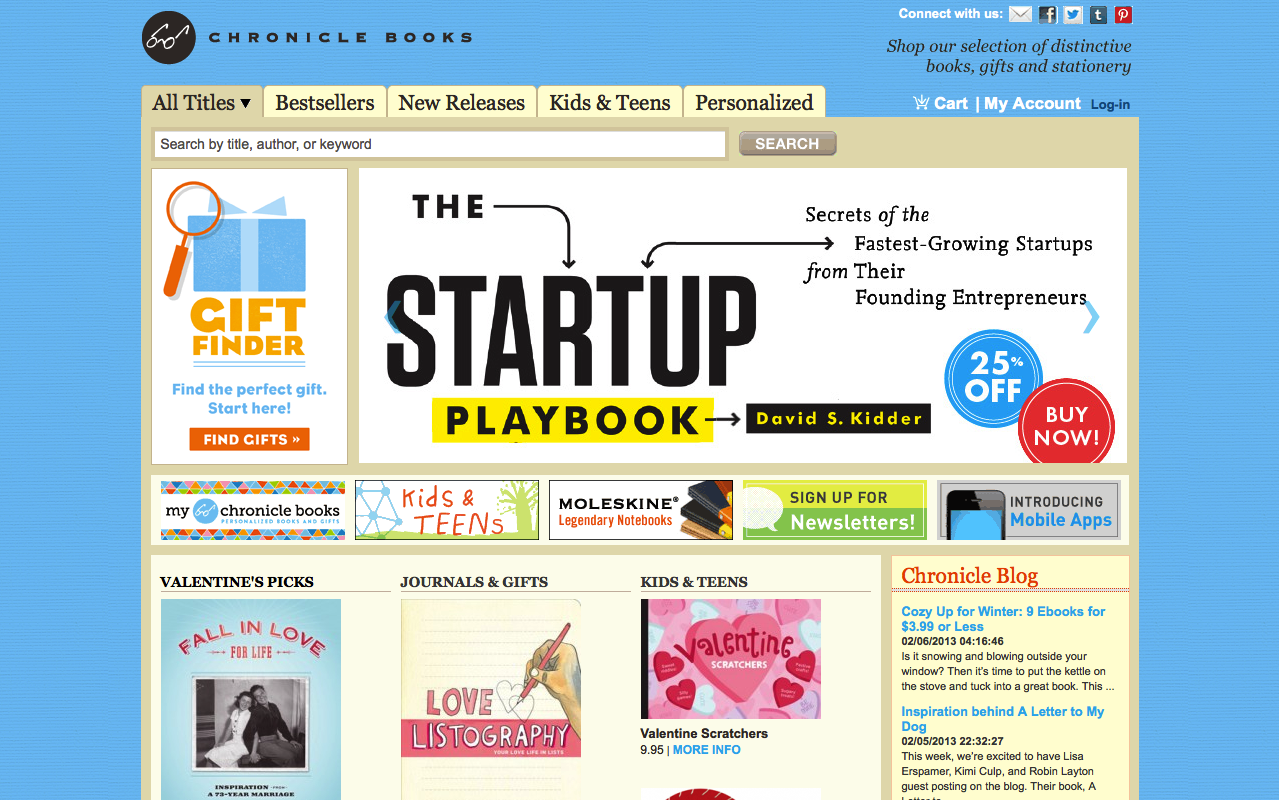 CHRONICLE BOOKS
Connect with us:
Shop our selection of distinctive
books, gifts and stationery
All Titles ▼
Bestsellers
New Releases
Kids & Teens
Personalized
Cart | My Account Log-in
Search by title, author, or keyword
SEARCH
GIFT
FINDER
Find the perfect gift.
Start here!
FIND GIFTS »
THE
STARTUP
PLAYBOOK
David S. Kidder
Secrets of the
Fastest-Growing Startups
from Their
Founding Entrepreneurs
25% OFF
BUY
NOW!
my chronicle books
PERSONALIZED BOOKS AND GIFTS
Kids &
TEENs
MOLESKINE®
Legendary Notebooks
SIGN UP FOR
Newsletters!
INTRODUCING
Mobile Apps
VALENTINE'S PICKS
FALL IN LOVE
FOR LIFE
INSPIRATION FROM
A 73-YEAR MARRIAGE
JOURNALS & GIFTS
LOVE
LISTOGRAPHY
YOUR LOVE LIFE IN LISTS
KIDS & TEENS
Valentine
SCRATCHERS
Valentine Scratchers
9.95 | MORE INFO
Chronicle Blog
Cozy Up for Winter: 9 Ebooks for
$3.99 or Less
02/06/2013 04:16:46
Is it snowing and blowing outside your
window? Then it's time to put the kettle on
the stove and tuck into a great book. This ...
Inspiration behind A Letter to My
Dog
02/05/2013 22:32:27
This week, we're excited to have Lisa
Erspamer, Kimi Culp, and Robin Layton
guest posting on the blog. Their book, A
Letter to